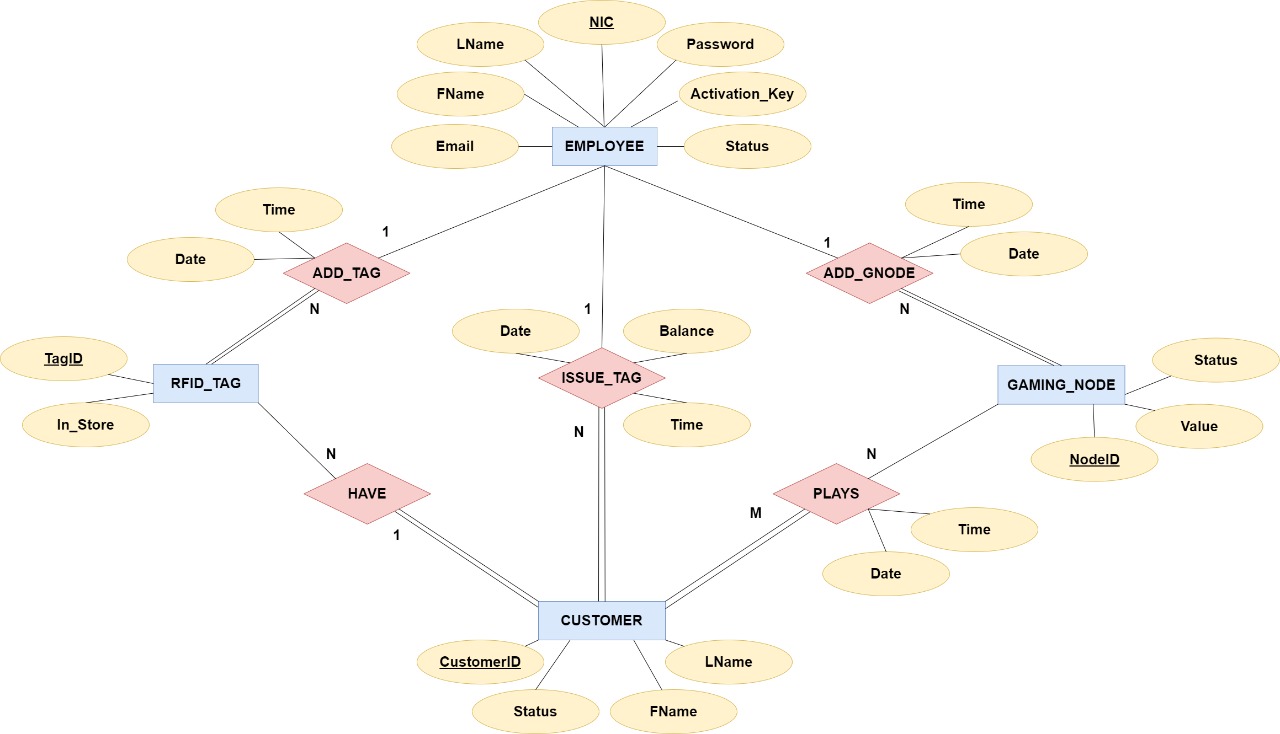 NIC
LName
Password
FName
Activation_Key
Email
EMPLOYEE
Status
Time
Time
1
1
Date
ADD_TAG
ADD_GNODE
Date
N
1
N
Date
Balance
TagID
RFID_TAG
ISSUE_TAG
GAMING_NODE
Status
In_Store
N
Time
Value
N
N
NodeID
HAVE
PLAYS
M
1
Time
Date
CUSTOMER
CustomerID
LName
Status
FName